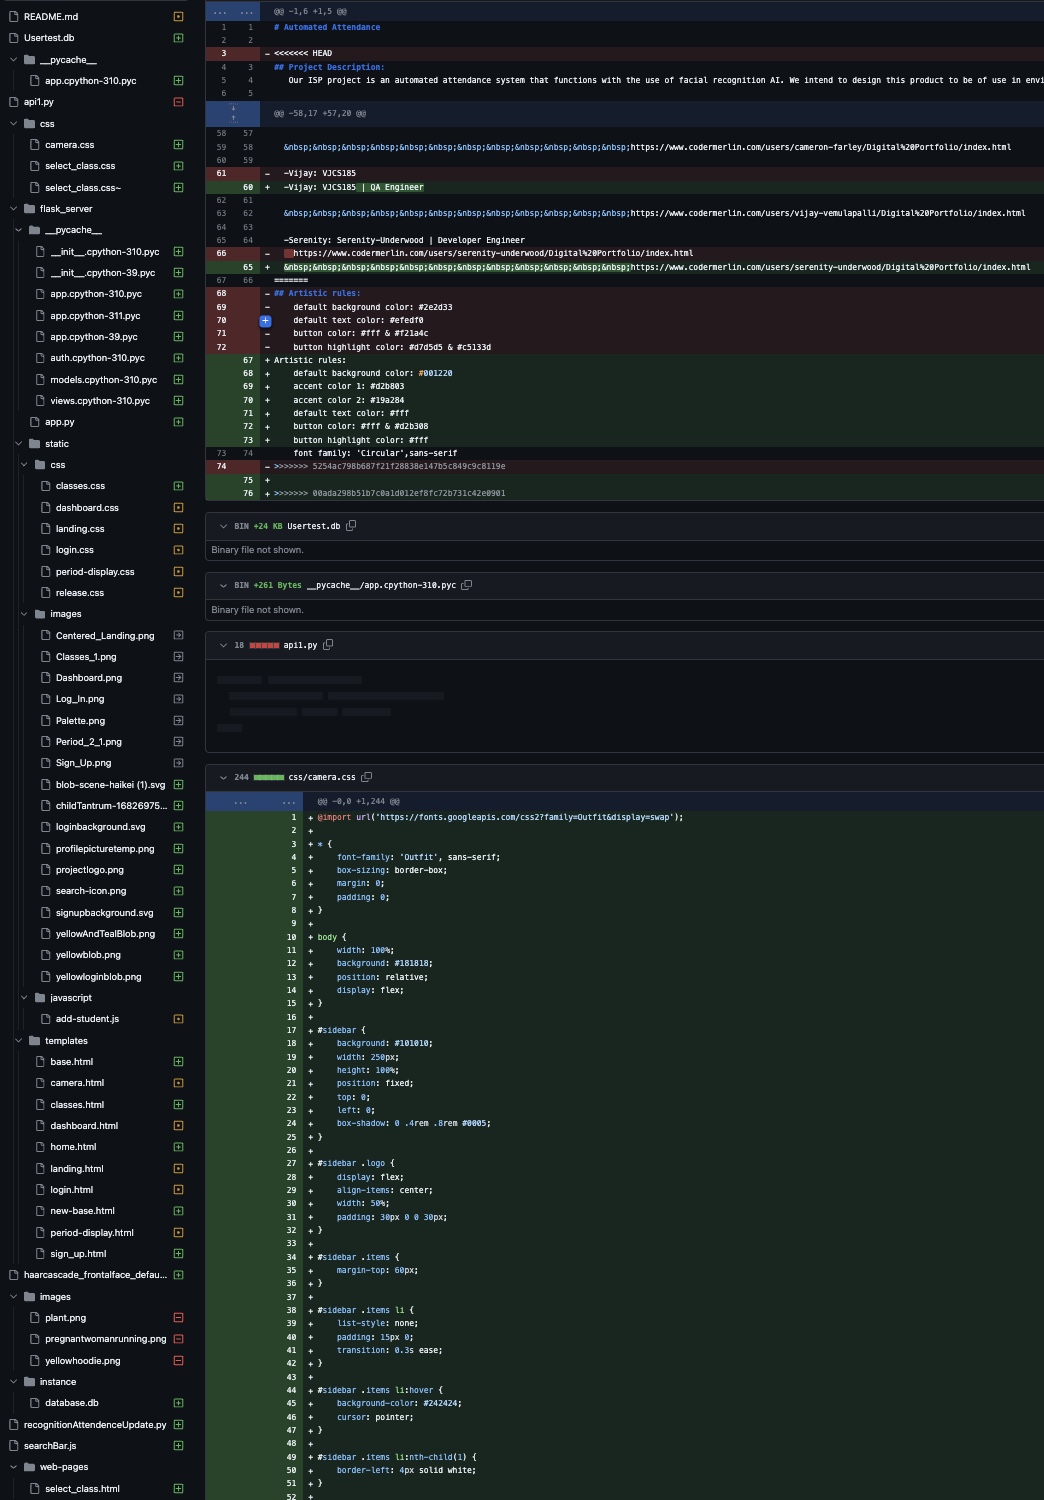 README.md
Usertest.db
__pycache__
app.cpython-310.pyc
api1.py
css
camera.css
select_class.css
select_class.css~
flask_server
__pycache__
__init__.cpython-310.pyc
__init__.cpython-39.pyc
app.cpython-310.pyc
app.cpython-311.pyc
app.cpython-39.pyc
auth.cpython-310.pyc
models.cpython-310.pyc
views.cpython-310.pyc
app.py
static
css
classes.css
dashboard.css
landing.css
login.css
period-display.css
release.css
images
Centered_Landing.png
Classes_1.png
Dashboard.png
Log_In.png
Palette.png
Period_2_1.png
Sign_Up.png
blob-scene-haikei (1).svg
childTantrum-16826975...
loginbackground.svg
profilepicturetemp.png
projectlogo.png
search-icon.png
signupbackground.svg
yellowAndTealBlob.png
yellowblob.png
yellowloginblob.png
javascript
add-student.js
templates
base.html
camera.html
classes.html
dashboard.html
home.html
landing.html
login.html
new-base.html
period-display.html
sign_up.html
haarcascade_frontalface_defau...
images
plant.png
pregnantwomanrunning.png
yellowhoodie.png
instance
database.db
recognitionAttendenceUpdate.py
searchBar.js
web-pages
select_class.html
... ... @@ -1,6 +1,5 @@
1 1 # Automated Attendance
2 2
3 - <<<<<<< HEAD
4 3 ## Project Description:
5 4 Our ISP project is an automated attendance system that functions with the use of facial recognition AI. We intend to design this product to be of use in envi
6 5
@@ -58,17 +57,20 @@
58 57
59 58 &nbsp;&nbsp;&nbsp;&nbsp;&nbsp;&nbsp;&nbsp;&nbsp;&nbsp;&nbsp;&nbsp;&nbsp;https://www.codermerlin.com/users/cameron-farley/Digital%20Portfolio/index.html
60 59
61 - -Vijay: VJCS185
60 + -Vijay: VJCS185 | QA Engineer
62 61
63 62 &nbsp;&nbsp;&nbsp;&nbsp;&nbsp;&nbsp;&nbsp;&nbsp;&nbsp;&nbsp;&nbsp;&nbsp;https://www.codermerlin.com/users/vijay-vemulapalli/Digital%20Portfolio/index.html
64 63
65 64 -Serenity: Serenity-Underwood | Developer Engineer
66 - https://www.codermerlin.com/users/serenity-underwood/Digital%20Portfolio/index.html
65 + &nbsp;&nbsp;&nbsp;&nbsp;&nbsp;&nbsp;&nbsp;&nbsp;&nbsp;&nbsp;&nbsp;&nbsp;https://www.codermerlin.com/users/serenity-underwood/Digital%20Portfolio/index.html
67 66 =======
68 - ## Artistic rules:
69 - default background color: #2e2d33
70 - default text color: #efedf0
71 - button color: #fff & #f21a4c
72 - button highlight color: #d7d5d5 & #c5133d
67 + Artistic rules:
68 + default background color: #001220
69 + accent color 1: #d2b803
70 + accent color 2: #19a284
71 + default text color: #fff
72 + button color: #fff & #d2b308
73 + button highlight color: #fff
73 74 font family: 'Circular',sans-serif
74 - >>>>>>> 5254ac798b687f21f28838e147b5c849c9c8119e
75 +
76 + >>>>>>> 00ada298b51b7c0a1d012ef8fc72b731c42e0901
BIN +24 KB Usertest.db
Binary file not shown.
BIN +261 Bytes __pycache__/app.cpython-310.pyc
Binary file not shown.
18 api1.py
244 css/camera.css
... ... @@ -0,0 +1,244 @@
1 + @import url('https://fonts.googleapis.com/css2?family=Outfit&display=swap');
2 +
3 + * {
4 + font-family: 'Outfit', sans-serif;
5 + box-sizing: border-box;
6 + margin: 0;
7 + padding: 0;
8 + }
9 +
10 + body {
11 + width: 100%;
12 + background: #181818;
13 + position: relative;
14 + display: flex;
15 + }
16 +
17 + #sidebar {
18 + background: #101010;
19 + width: 250px;
20 + height: 100%;
21 + position: fixed;
22 + top: 0;
23 + left: 0;
24 + box-shadow: 0 .4rem .8rem #0005;
25 + }
26 +
27 + #sidebar .logo {
28 + display: flex;
29 + align-items: center;
30 + width: 50%;
31 + padding: 30px 0 0 30px;
32 + }
33 +
34 + #sidebar .items {
35 + margin-top: 60px;
36 + }
37 +
38 + #sidebar .items li {
39 + list-style: none;
40 + padding: 15px 0;
41 + transition: 0.3s ease;
42 + }
43 +
44 + #sidebar .items li:hover {
45 + background-color: #242424;
46 + cursor: pointer;
47 + }
48 +
49 + #sidebar .items li:nth-child(1) {
50 + border-left: 4px solid white;
51 + }
52 +